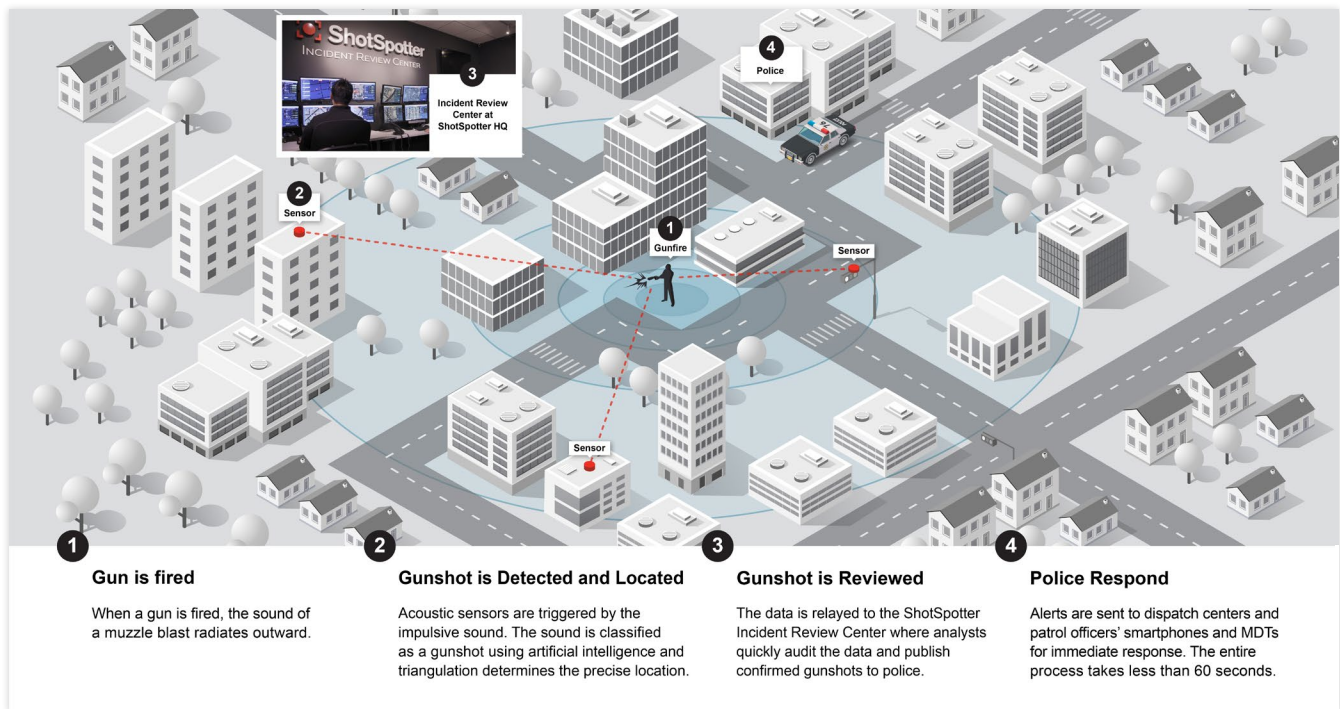 ShotSpotter
INCIDENT REVIEW CENTER
3
Incident Review
Center at
ShotSpotter HQ
4
Police
2
Sensor
1
Gunfire
Sensor
Sensor
1
Gun is fired
When a gun is fired, the sound of
a muzzle blast radiates outward.
2
Gunshot is Detected and Located
Acoustic sensors are triggered by the
impulsive sound. The sound is classified
as a gunshot using artificial intelligence and
triangulation determines the precise location.
3
Gunshot is Reviewed
The data is relayed to the ShotSpotter
Incident Review Center where analysts
quickly audit the data and publish
confirmed gunshots to police.
4
Police Respond
Alerts are sent to dispatch centers and
patrol officers’ smartphones and MDTs
for immediate response. The entire
process takes less than 60 seconds.